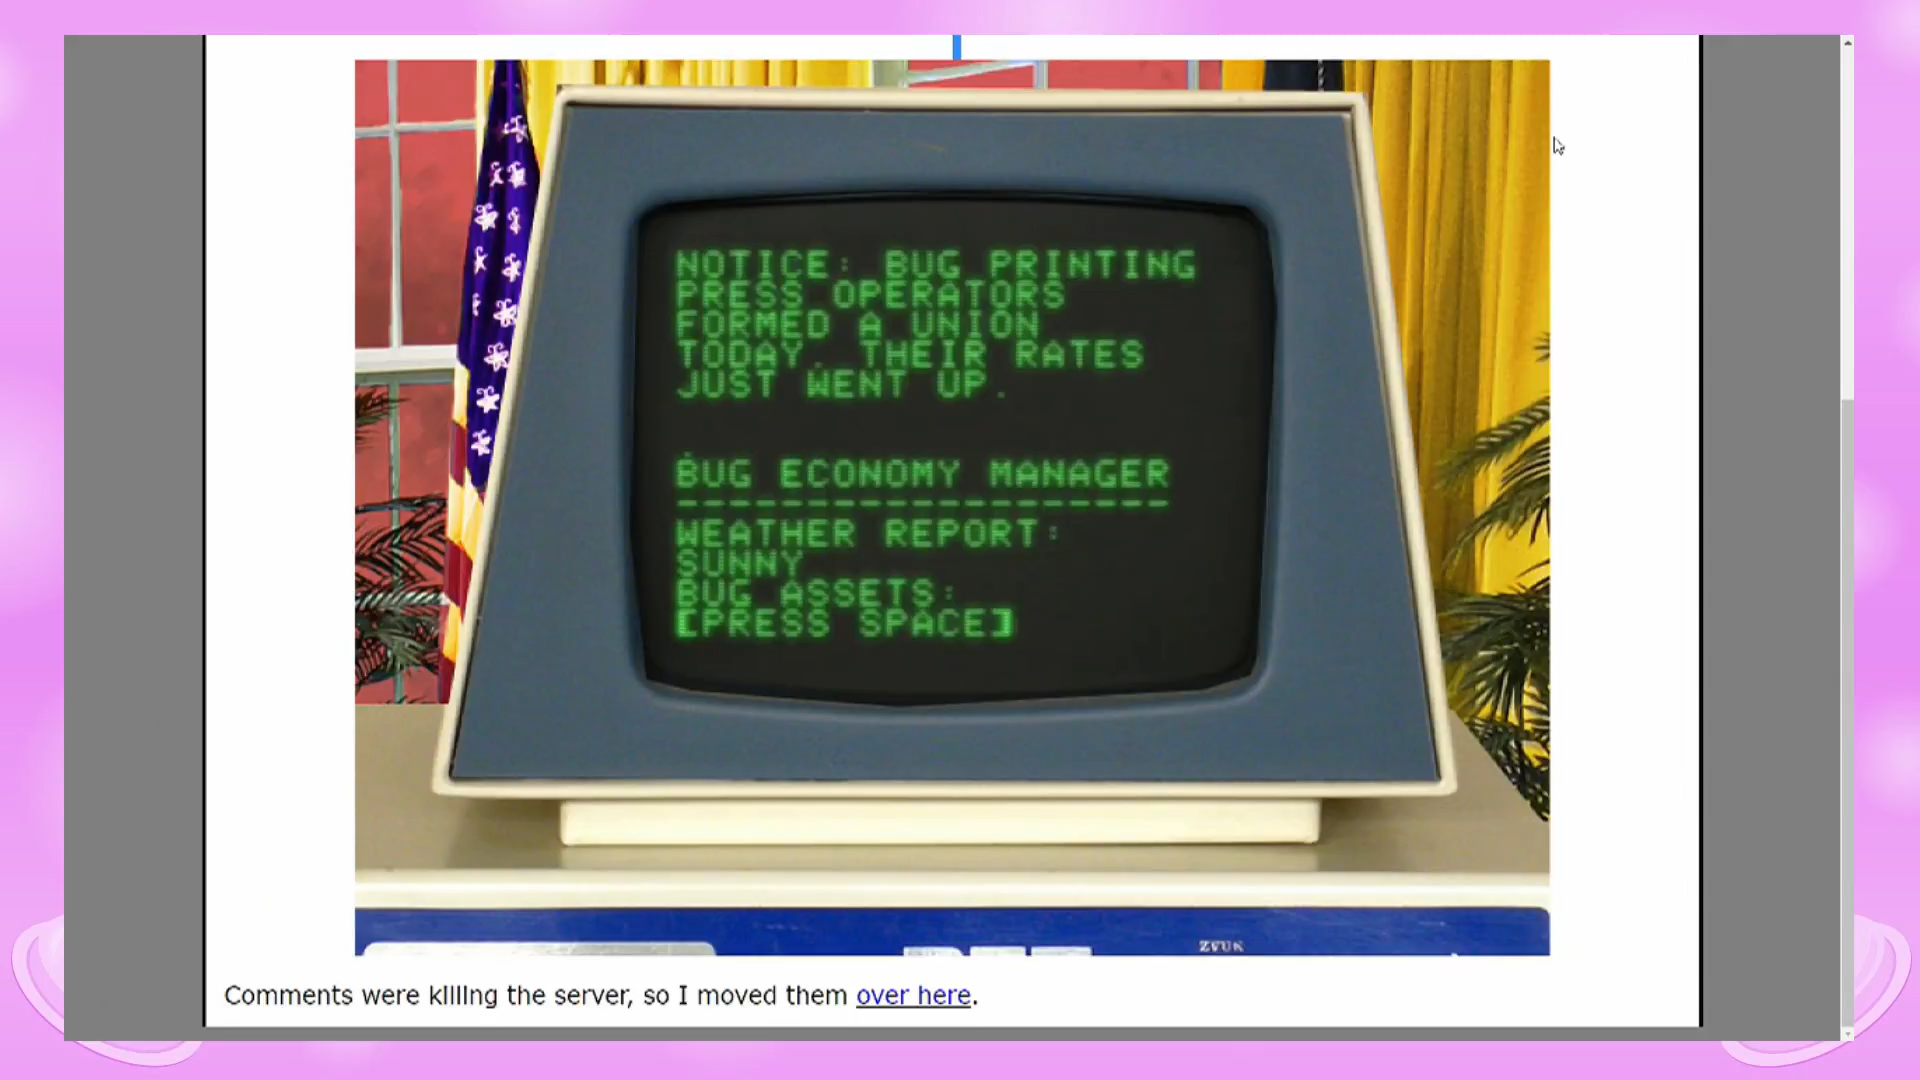 NOTICE: BUG PRINTING
PRESS OPERATORS
FORMED A UNION
TODAY. THEIR RATES
JUST WENT UP.
BUG ECONOMY MANAGER
-------------------
WEATHER REPORT:
SUNNY
BUG ASSETS:
[PRESS SPACE]
Comments were killing the server, so I moved them over here.